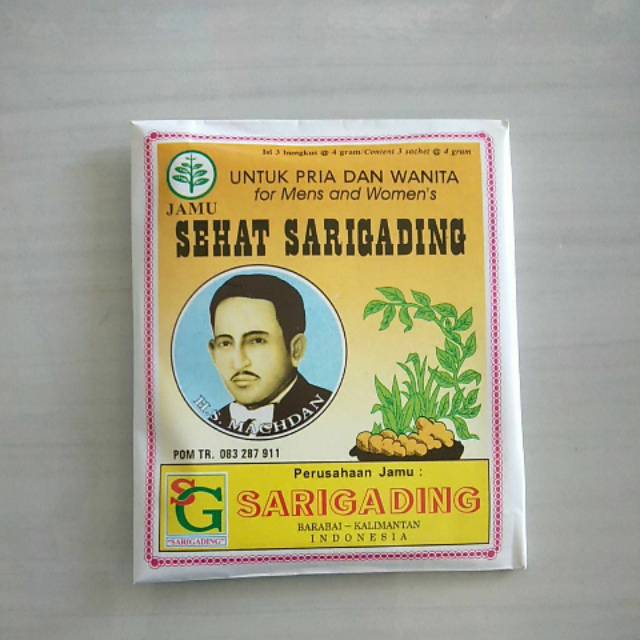 Isi 3 bungkus @ 4 gram/Content 3 sachet @ 4 gram
UNTUK PRIA DAN WANITA
for Mens and Women's
JAMU
SEHAT SARIGADING
H.S. MACHDAN
POM TR. 083 287 911
Perusahaan Jamu :
SG
SARIGADING
"SARIGADING"
BARABAI - KALIMANTAN
INDONESIA